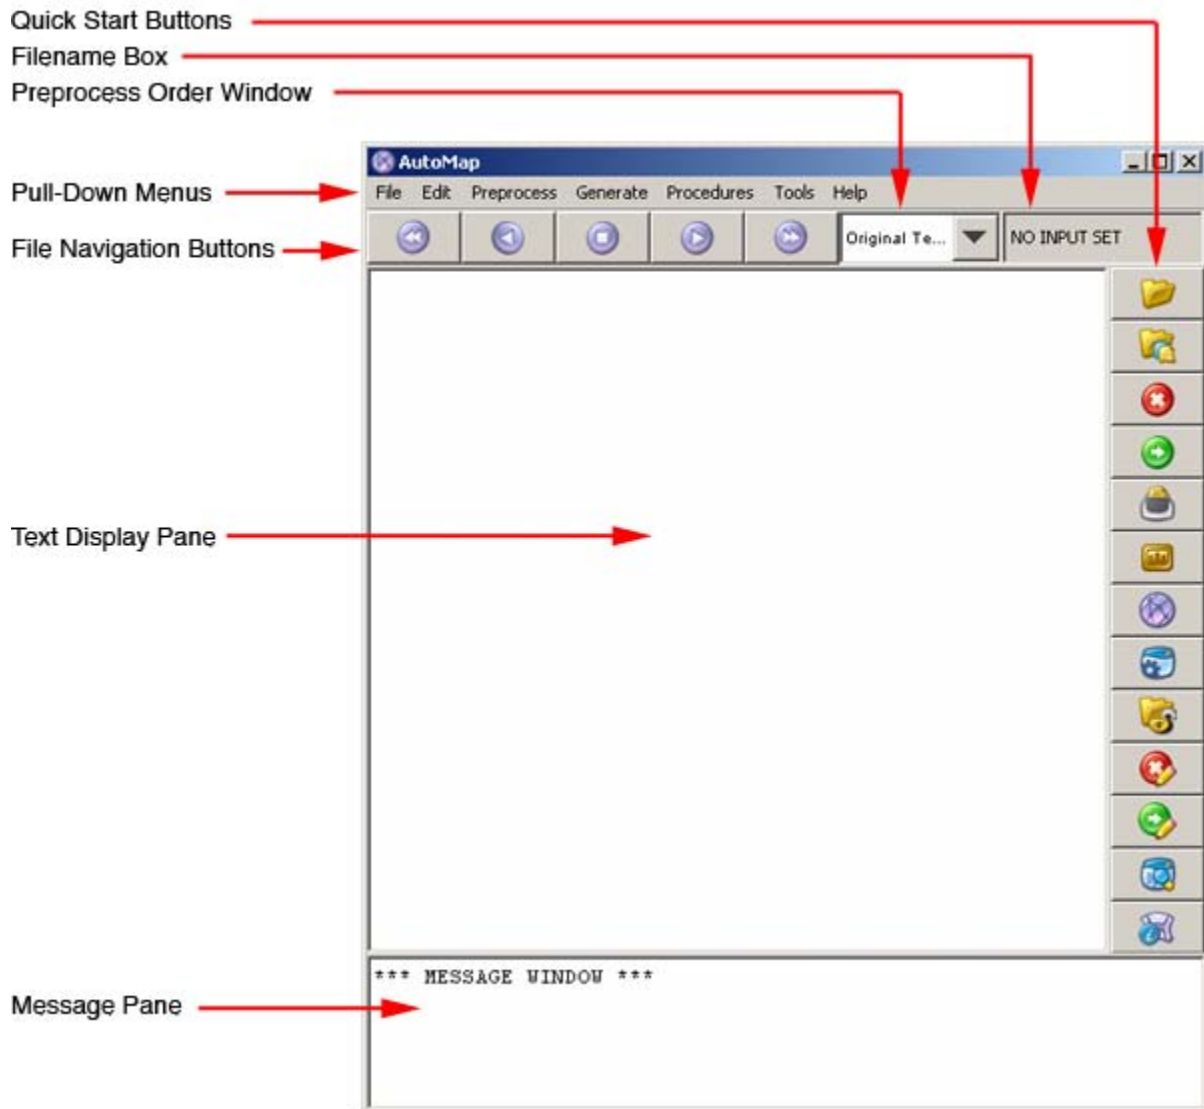 Quick Start Buttons
Filename Box
Preprocess Order Window
AutoMap
Pull-Down Menus
File Edit Preprocess Generate Procedures Tools Help
File Navigation Buttons
Original Te...
NO INPUT SET
Text Display Pane
*** MESSAGE WINDOW ***
Message Pane